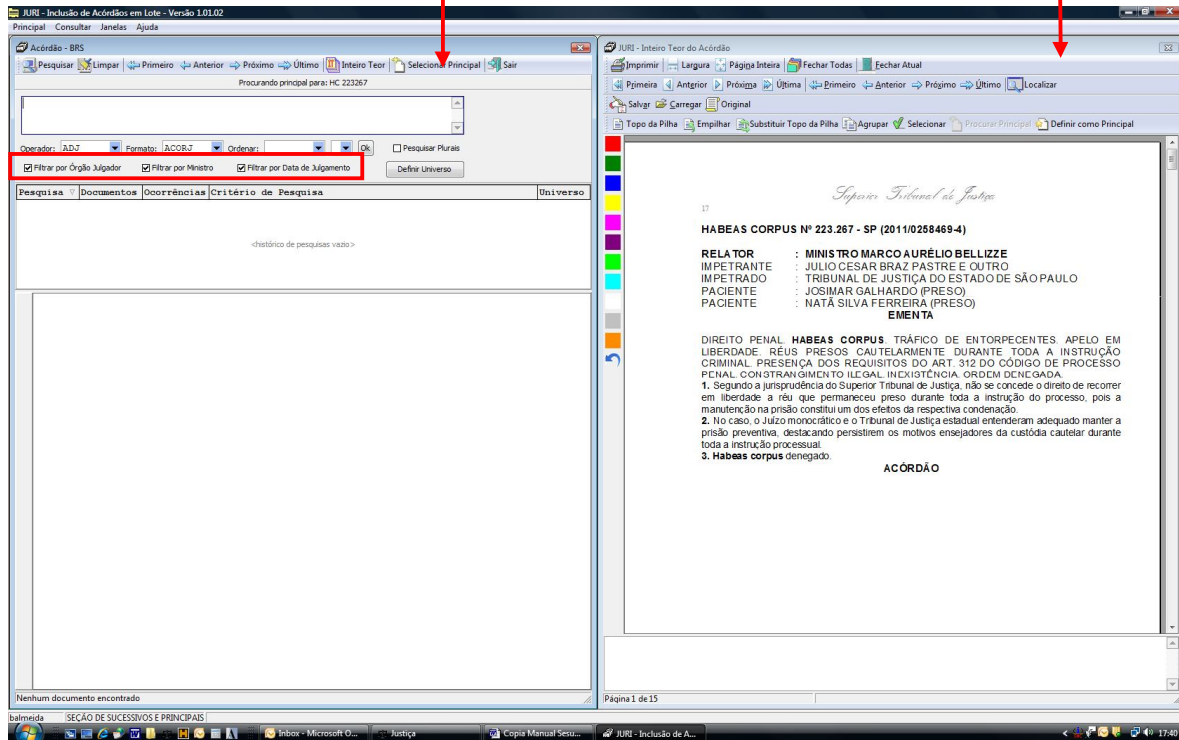 JURI - Inclusão de Acórdãos em Lote - Versão 1.01.02
Principal Consultar Janelas Ajuda
Acórdão - BRS
Pesquisar Limpar Primeiro Anterior Próximo Último Inteiro Teor Selecionar Principal Sair
Procurando principal para: HC 223267
Operador: ADJ Formato: ACORJ Ordenar: Ok Pesquisar Plurais
Filtrar por Órgão Julgador Filtrar por Ministro Filtrar por Data de Julgamento Definir Universo
Pesquisa Documentos Ocorrências Critério de Pesquisa Universo
<histórico de pesquisas vazio>
Nenhum documento encontrado
JURI - Inteiro Teor do Acórdão
Imprimir Largura Página Inteira Fechar Todas Fechar Atual
Primeira Anterior Próxima Última Primeiro Anterior Próximo Último Localizar
Salvar Carregar Original
Topo da Pilha Empilhar Substituir Topo da Pilha Agrupar Selecionar Procurar Principal Definir como Principal
Superior Tribunal de Justiça
17
HABEAS CORPUS Nº 223.267 - SP (2011/0258469-4)
RELATOR : MINISTRO MARCO AURÉLIO BELLIZZE
IMPETRANTE : JULIO CESAR BRAZ PASTRE E OUTRO
IMPETRADO : TRIBUNAL DE JUSTIÇA DO ESTADO DE SÃO PAULO
PACIENTE : JOSIMAR GALHARDO (PRESO)
PACIENTE : NATÃ SILVA FERREIRA (PRESO)
EMENTA
DIREITO PENAL. HABEAS CORPUS. TRÁFICO DE ENTORPECENTES. APELO EM
LIBERDADE. RÉUS PRESOS CAUTELARMENTE DURANTE TODA A INSTRUÇÃO
CRIMINAL. PRESENÇA DOS REQUISITOS DO ART. 312 DO CÓDIGO DE PROCESSO
PENAL. CONSTRANGIMENTO ILEGAL. INEXISTÊNCIA. ORDEM DENEGADA.
1. Segundo a jurisprudência do Superior Tribunal de Justiça, não se concede o direito de recorrer
em liberdade a réu que permaneceu preso durante toda a instrução do processo, pois a
manutenção na prisão constitui um dos efeitos da respectiva condenação.
2. No caso, o Juízo monocrático e o Tribunal de Justiça estadual entenderam adequado manter a
prisão preventiva, destacando persistirem os motivos ensejadores da custódia cautelar durante
toda a instrução processual.
3. Habeas corpus denegado.
ACÓRDÃO
Página 1 de 15
balmeida SEÇÃO DE SUCESSIVOS E PRINCIPAIS
Inbox - Microsoft O... Justiça Copia Manual Sesu... JURI - Inclusão de A... 17:40